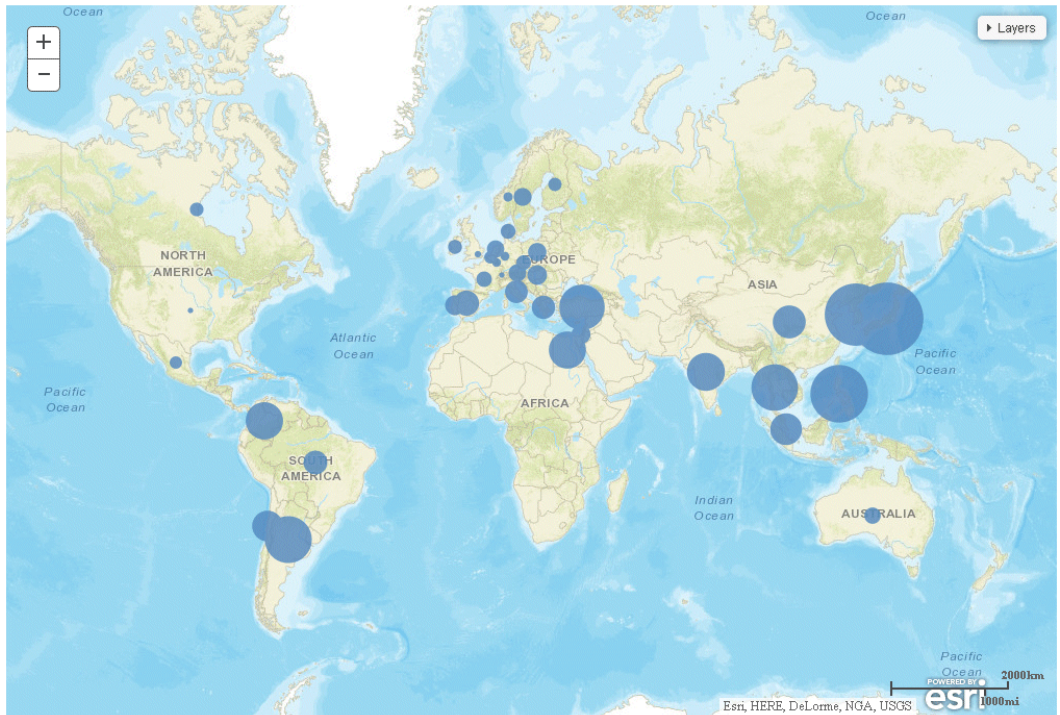 Ocean
Ocean
Layers
+
−
NORTH
AMERICA
EUROPE
ASIA
Atlantic
Ocean
Pacific
Ocean
Pacific
Ocean
AFRICA
SOUTH
AMERICA
Indian
Ocean
AUSTRALIA
Pacific
Ocean
2000km
POWERED BY
esri
1000mi
Esri, HERE, DeLorme, NGA, USGS